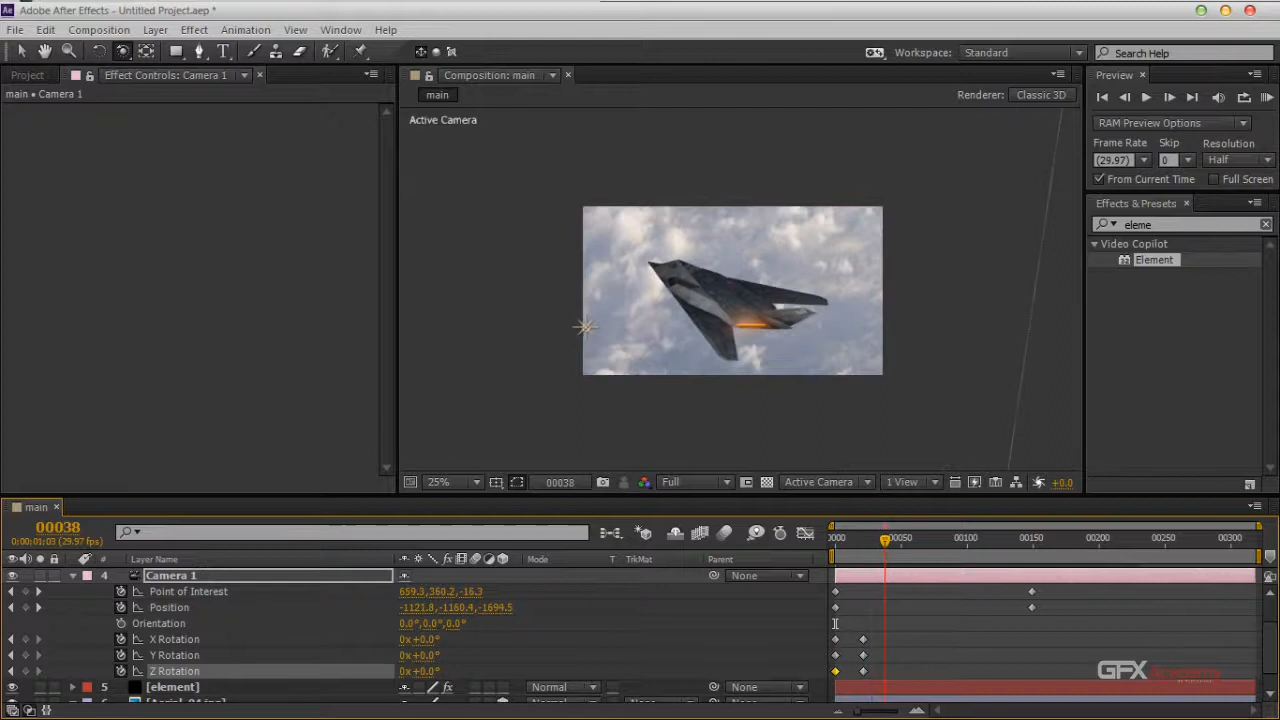 Adobe After Effects - Untitled Project.aep *
File Edit Composition Layer Effect Animation View Window Help
Workspace: Standard Search Help
Project Effect Controls: Camera 1 Composition: main Preview
main • Camera 1
main Renderer: Classic 3D
Active Camera
RAM Preview Options
Frame Rate Skip Resolution
(29.97) 0 Half
From Current Time Full Screen
Effects & Presets
eleme
Video Copilot
Element
25% 00038 Full Active Camera 1 View +0.0
main
00038
0;00;01;03 (29.97 fps)
0000 00050 00100 00150 00200 00250 00300
# Layer Name Mode TrkMat Parent
4 Camera 1 None
Point of Interest 659.3,360.2,-16.3
Position -1121.8,-1160.4,-1694.5
Orientation 0.0°,0.0°,0.0°
X Rotation 0x+0.0°
Y Rotation 0x+0.0°
Z Rotation 0x+0.0°
GFX
5 [element] Normal None